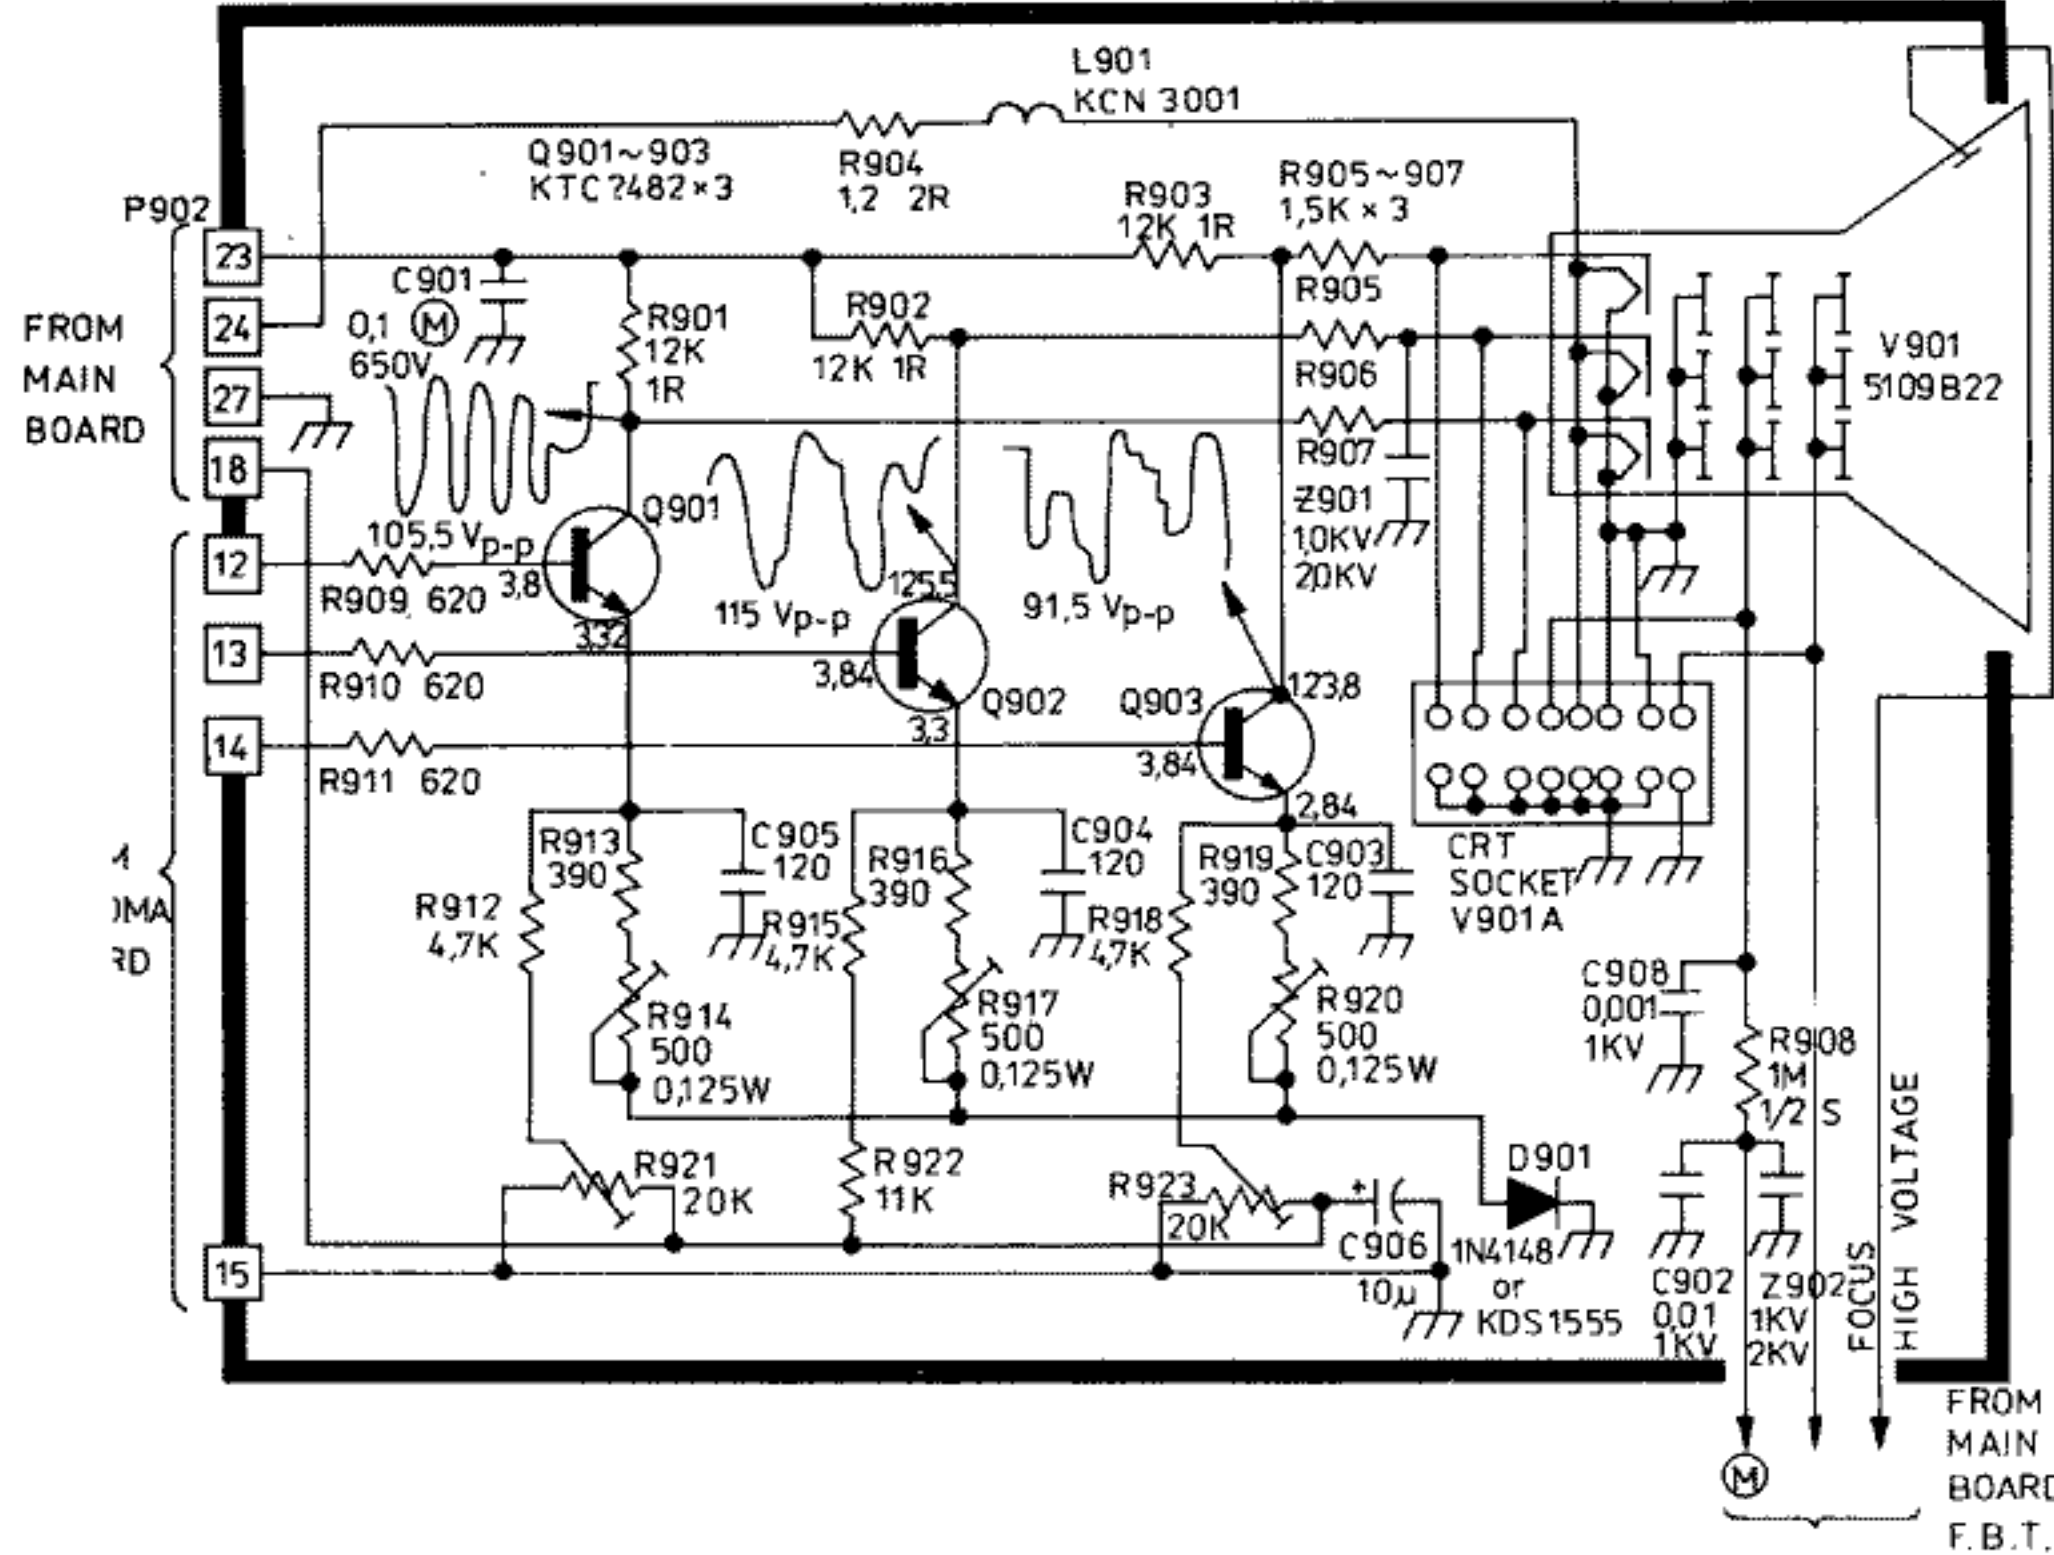 L901
KCN 3001
Q901~903
KTC?482×3
R904
1,2 2R
R903
12K 1R
R905~907
1,5K × 3
P902
23
C901
0,1 M
650V
R901
12K
1R
R902
12K 1R
R905
FROM
MAIN
BOARD
24
27
18
R906
V901
5109B22
R907
Z901
1,0KV
2,0KV
105,5 Vp-p
Q901
12
3,8
R909 620
332
115 Vp-p
125,5
91,5 Vp-p
13
R910 620
3,84
Q902
3,3
Q903
123,8
14
R911 620
3,84
2,84
R913
390
C905
120
R916
390
C904
120
R919
390
C903
120
CRT
SOCKET
V901A
R912
4,7K
R915
4,7K
R918
4,7K
R914
500
0,125W
R917
500
0,125W
R920
500
0,125W
C908
0,001
1KV
R908
1M
1/2 S
R921
20K
R922
11K
R923
20K
+
C906
10μ
D901
1N4148
or
KDS1555
15
C902
0,01
1KV
Z902
1KV
2KV
FOCUS
HIGH VOLTAGE
M
FROM
MAIN
BOARD
F.B.T.